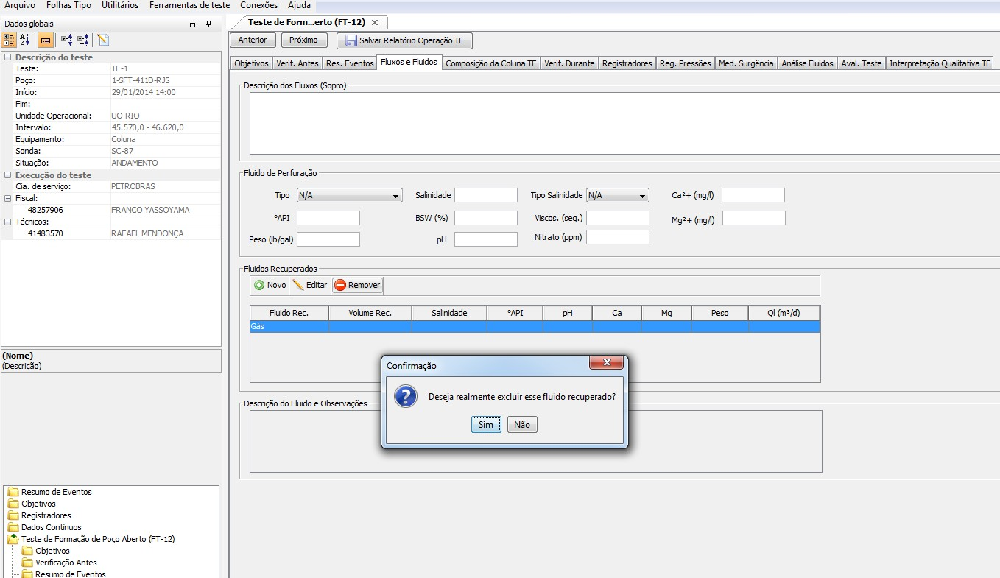 Arquivo Folhas Tipo Utilitários Ferramentas de teste Conexões Ajuda
Dados globais
Descrição do teste
Teste: TF-1
Poço: 1-SFT-411D-RJS
Início: 29/01/2014 14:00
Fim:
Unidade Operacional: UO-RIO
Intervalo: 45.570,0 - 46.620,0
Equipamento: Coluna
Sonda: SC-87
Situação: ANDAMENTO
Execução do teste
Cia. de serviço: PETROBRAS
Fiscal:
48257906 FRANCO YASSOYAMA
Técnicos:
41483570 RAFAEL MENDONÇA
(Nome)
(Descrição)
Resumo de Eventos
Objetivos
Registradores
Dados Contínuos
Teste de Formação de Poço Aberto (FT-12)
Objetivos
Verificação Antes
Resumo de Eventos
Teste de Form...erto (FT-12)
Anterior Próximo Salvar Relatório Operação TF
Objetivos Verif. Antes Res. Eventos Fluxos e Fluidos Composição da Coluna TF Verif. Durante Registradores Reg. Pressões Med. Surgência Análise Fluidos Aval. Teste Interpretação Qualitativa TF
Descrição dos Fluxos (Sopro)
Fluido de Perfuração
Tipo N/A Salinidade Tipo Salinidade N/A Ca²+ (mg/l)
ºAPI BSW (%) Viscos. (seg.) Mg²+ (mg/l)
Peso (lb/gal) pH Nitrato (ppm)
Fluidos Recuperados
Novo Editar Remover
Fluido Rec. Volume Rec. Salinidade ºAPI pH Ca Mg Peso Ql (m³/d)
Gás
Confirmação
Deseja realmente excluir esse fluido recuperado?
Sim Não
Descrição do Fluido e Observações